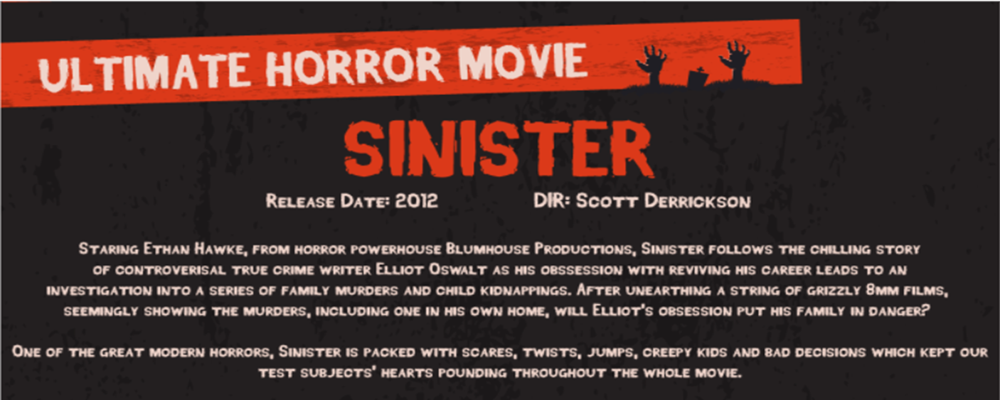 ULTIMATE HORROR MOVIE
SINISTER
RELEASE DATE: 2012 DIR: SCOTT DERRICKSON
STARING ETHAN HAWKE, FROM HORROR POWERHOUSE BLUMHOUSE PRODUCTIONS, SINISTER FOLLOWS THE CHILLING STORY
OF CONTROVERISAL TRUE CRIME WRITER ELLIOT OSWALT AS HIS OBSSESSION WITH REVIVING HIS CAREER LEADS TO AN
INVESTIGATION INTO A SERIES OF FAMILY MURDERS AND CHILD KIDNAPPINGS. AFTER UNEARTHING A STRING OF GRIZZLY 8MM FILMS,
SEEMINGLY SHOWING THE MURDERS, INCLUDING ONE IN HIS OWN HOME, WILL ELLIOT'S OBSESSION PUT HIS FAMILY IN DANGER?
ONE OF THE GREAT MODERN HORRORS, SINISTER IS PACKED WITH SCARES, TWISTS, JUMPS, CREEPY KIDS AND BAD DECISIONS WHICH KEPT OUR
TEST SUBJECTS' HEARTS POUNDING THROUGHOUT THE WHOLE MOVIE.